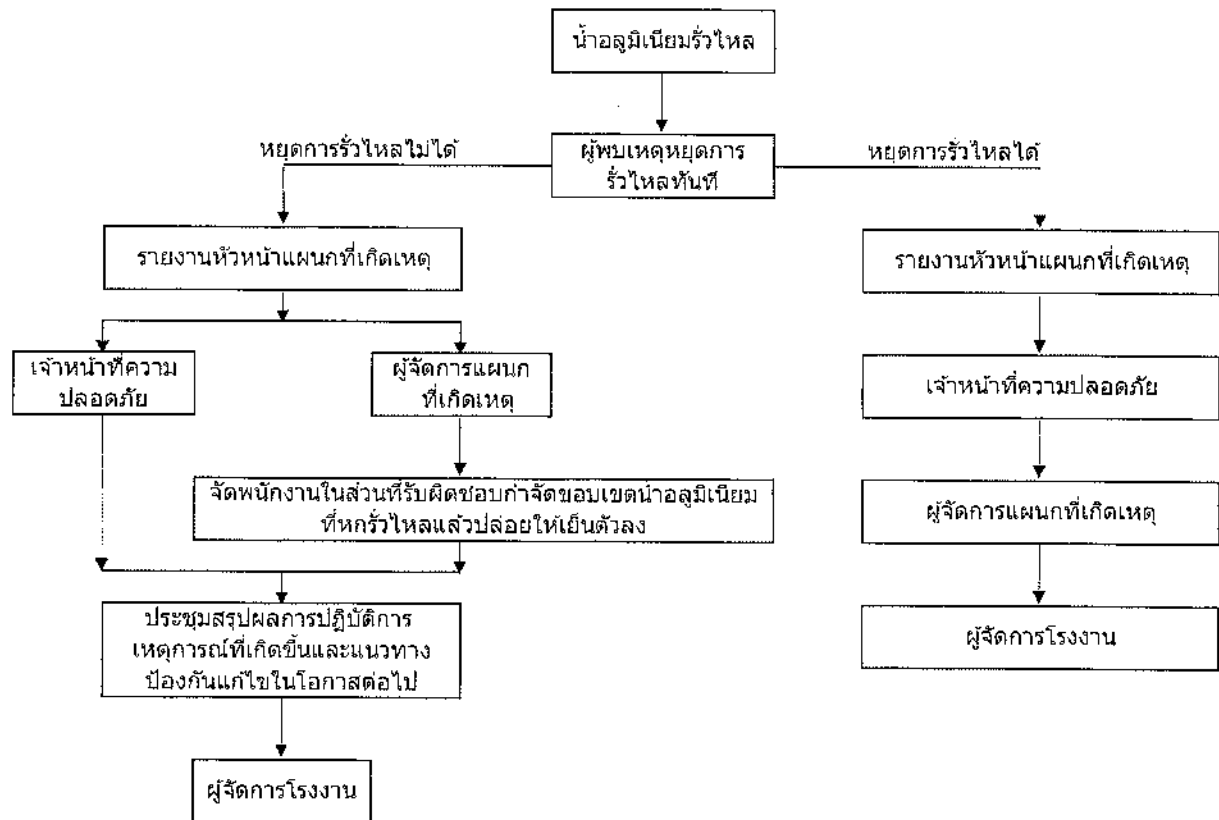 น้ำอลูมิเนียมรั่วไหล
หยุดการรั่วไหลไม่ได้
ผู้พบเหตุหยุดการ
รั่วไหลทันที
หยุดการรั่วไหลได้
รายงานหัวหน้าแผนกที่เกิดเหตุ
รายงานหัวหน้าแผนกที่เกิดเหตุ
เจ้าหน้าที่ความ
ปลอดภัย
ผู้จัดการแผนก
ที่เกิดเหตุ
เจ้าหน้าที่ความปลอดภัย
จัดพนักงานในส่วนที่รับผิดชอบกำจัดขอบเขตน้ำอลูมิเนียม
ที่หกรั่วไหลแล้วปล่อยให้เย็นตัวลง
ผู้จัดการแผนกที่เกิดเหตุ
ประชุมสรุปผลการปฏิบัติการ
เหตุการณ์ที่เกิดขึ้นและแนวทาง
ป้องกันแก้ไขในโอกาสต่อไป
ผู้จัดการโรงงาน
ผู้จัดการโรงงาน